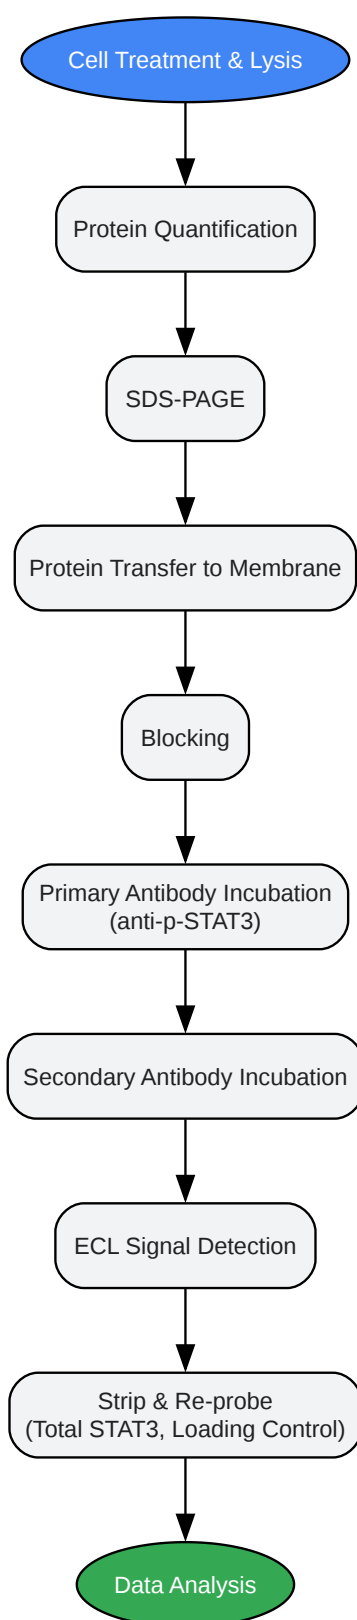 Cell Treatment & Lysis
Protein Quantification
SDS-PAGE
Protein Transfer to Membrane
Blocking
Primary Antibody Incubation
(anti-p-STAT3)
Secondary Antibody Incubation
ECL Signal Detection
Strip & Re-probe
(Total STAT3, Loading Control)
Data Analysis